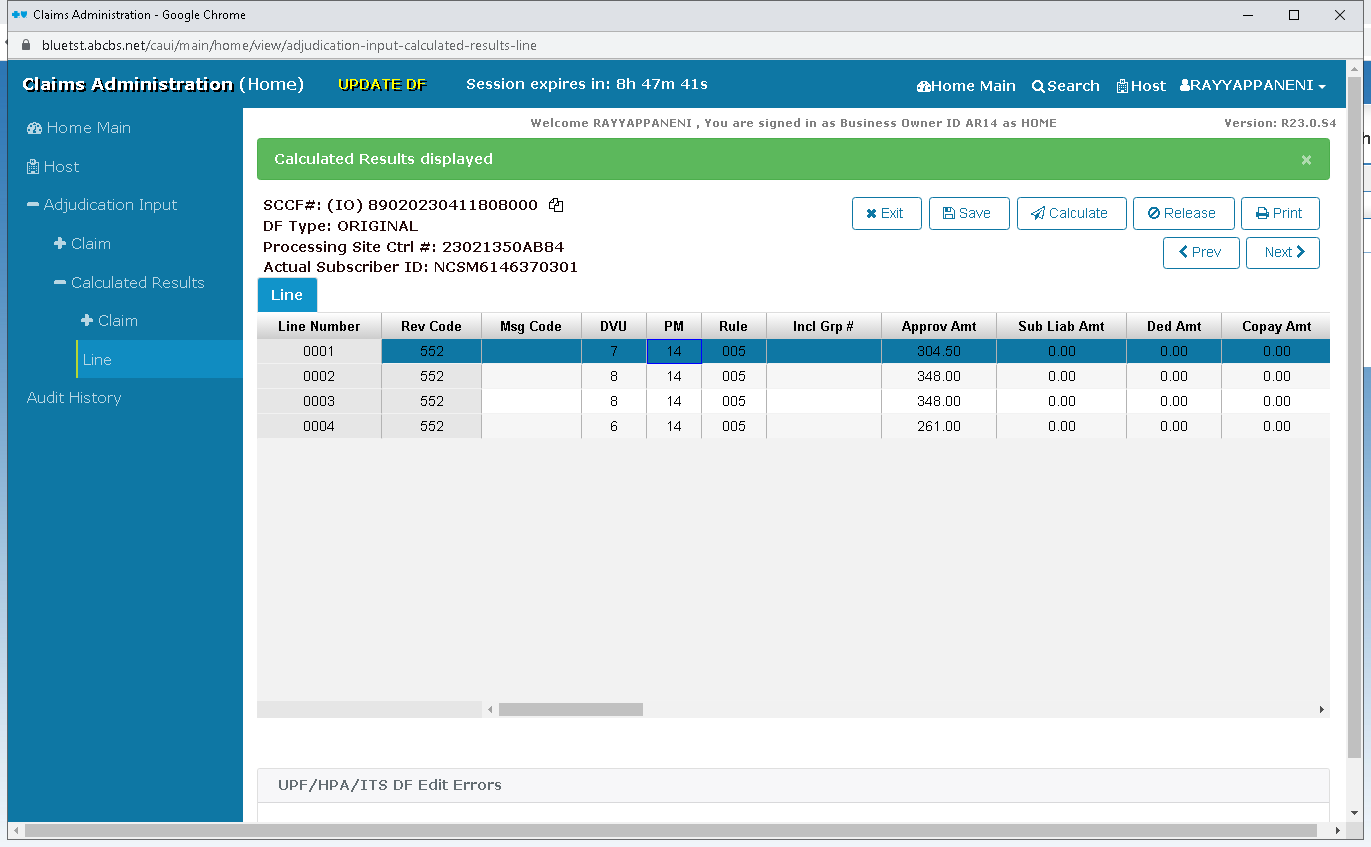 Claims Administration - Google Chrome
bluetst.abcbs.net/caui/main/home/view/adjudication-input-calculated-results-line
Claims Administration (Home) UPDATE DF Session expires in: 8h 47m 41s Home Main Search Host RAYYAPPANENI
Welcome RAYYAPPANENI , You are signed in as Business Owner ID AR14 as HOME Version: R23.0.S4
Home Main
Host
Adjudication Input
Claim
Calculated Results
Claim
Line
Audit History
Calculated Results displayed ×
SCCF#: (IO) 89020230411808000
DF Type: ORIGINAL
Processing Site Ctrl #: 23021350AB84
Actual Subscriber ID: NCSM6146370301
Exit Save Calculate Release Print
Prev Next
Line
Line Number Rev Code Msg Code DVU PM Rule Incl Grp # Approv Amt Sub Liab Amt Ded Amt Copay Amt
0001 552 7 14 005 304.50 0.00 0.00 0.00
0002 552 8 14 005 348.00 0.00 0.00 0.00
0003 552 8 14 005 348.00 0.00 0.00 0.00
0004 552 6 14 005 261.00 0.00 0.00 0.00
UPF/HPA/ITS DF Edit Errors